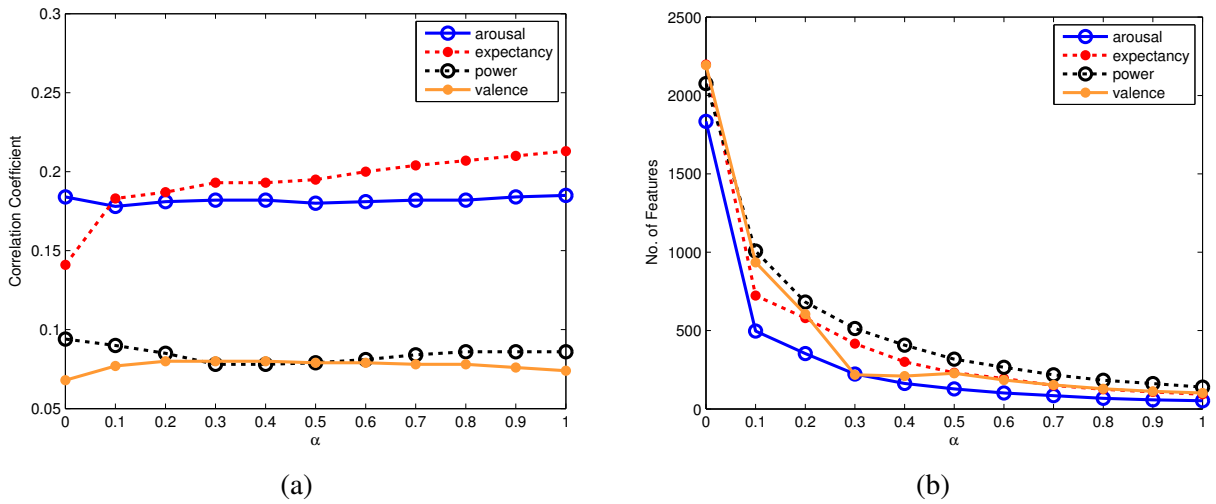 0.3
0.25
0.2
0.15
0.1
0.05
Correlation Coefficient
0 0.1 0.2 0.3 0.4 0.5 0.6 0.7 0.8 0.9 1
α
arousal
expectancy
power
valence
(a)
2500
2000
1500
1000
500
0
No. of Features
0 0.1 0.2 0.3 0.4 0.5 0.6 0.7 0.8 0.9 1
α
arousal
expectancy
power
valence
(b)